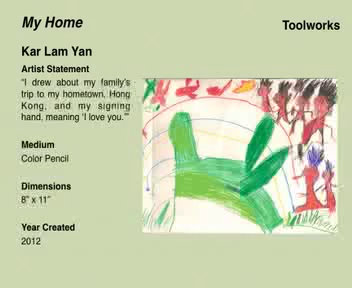 My Home
Toolworks
Kar Lam Yan
Artist Statement
“I drew about my family’s
trip to my hometown, Hong
Kong, and my signing
hand, meaning ‘I love you.’”
Medium
Color Pencil
Dimensions
8” x 11”
Year Created
2012